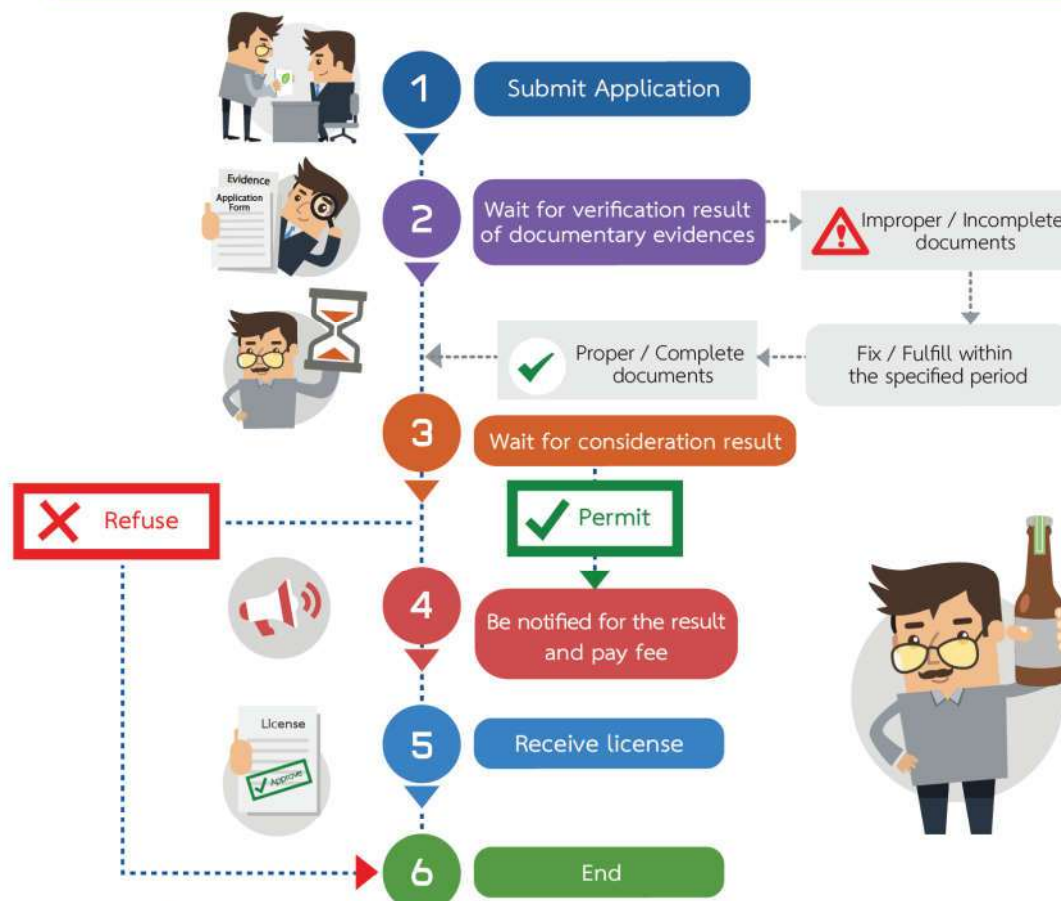 1
Submit Application
Evidence
Application
Form
2
Wait for verification result
of documentary evidences
Improper / Incomplete
documents
Proper / Complete
documents
Fix / Fulfill within
the specified period
3
Wait for consideration result
Refuse
Permit
4
Be notified for the result
and pay fee
License
Approve
5
Receive license
6
End